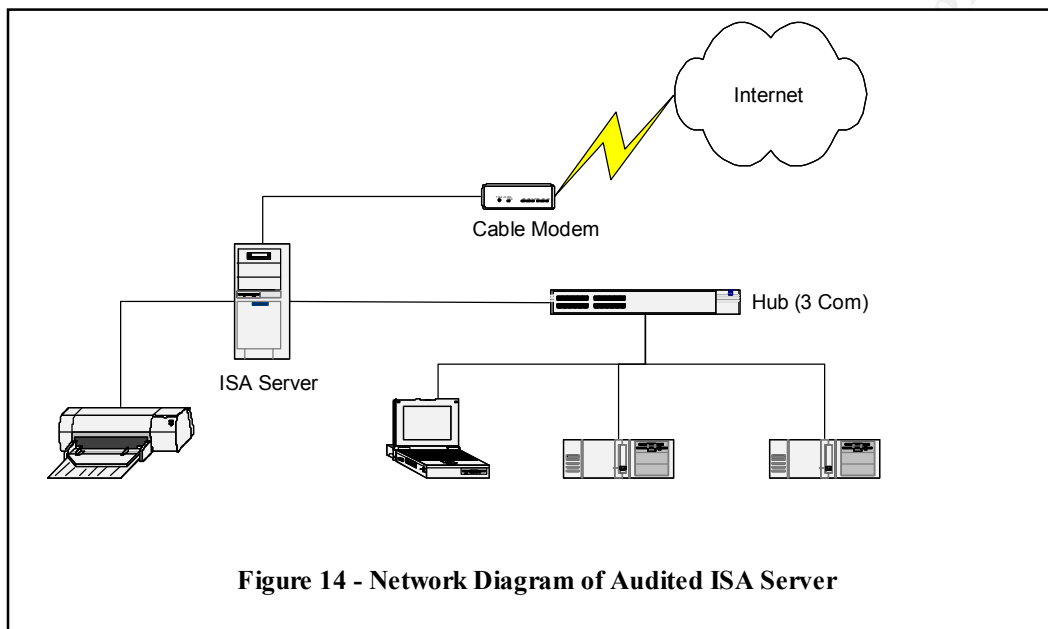 Internet
Cable Modem
Hub (3 Com)
ISA Server
Figure 14 - Network Diagram of Audited ISA Server